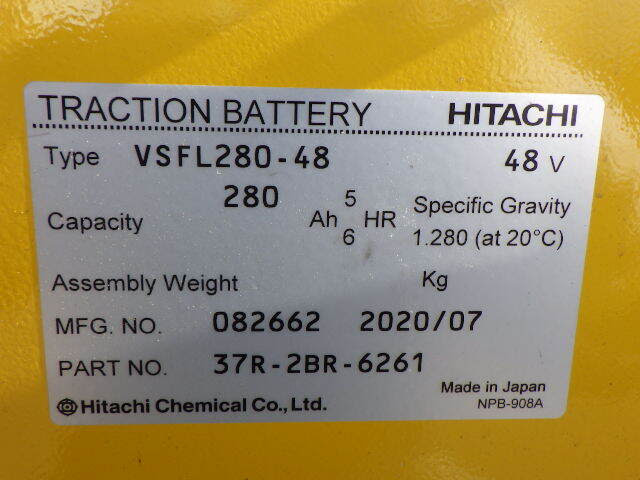 TRACTION BATTERY HITACHI
Type VSFL280-48 48 V
Capacity 280 Ah 5 HR Specific Gravity
6 1.280 (at 20°C)
Assembly Weight Kg
MFG. NO. 082662 2020/07
PART NO. 37R-2BR-6261
Made in Japan
Hitachi Chemical Co., Ltd. NPB-908A